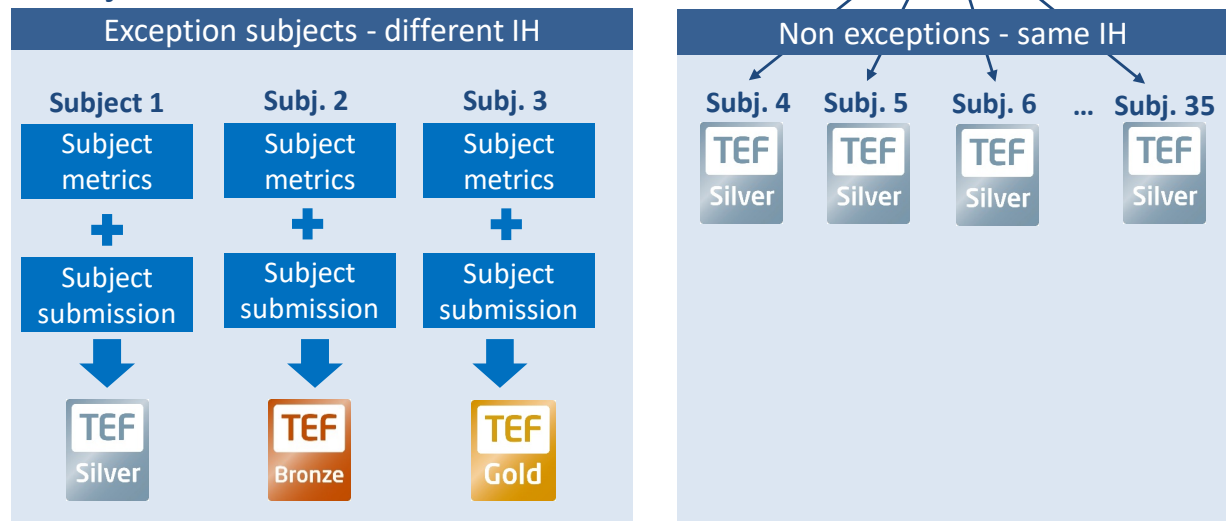 Exception subjects - different IH
Subject 1
Subj. 2
Subj. 3
Subject
metrics
Subject
metrics
Subject
metrics
Subject
submission
Subject
submission
Subject
submission
TEF
Silver
TEF
Bronze
TEF
Gold
Non exceptions - same IH
Subj. 4
Subj. 5
Subj. 6
...
Subj. 35
TEF
Silver
TEF
Silver
TEF
Silver
TEF
Silver